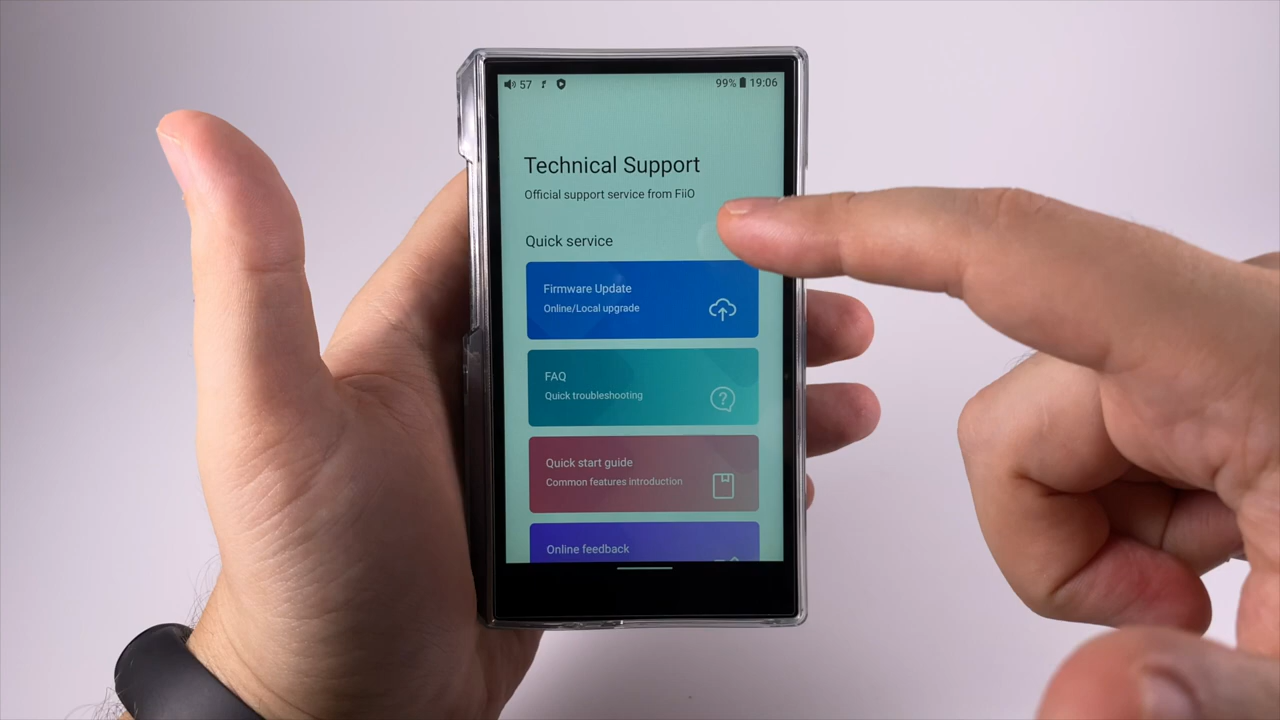 57
99% 19:06
Technical Support
Official support service from FiiO
Quick service
Firmware Update
Online/Local upgrade
FAQ
Quick troubleshooting
?
Quick start guide
Common features introduction
Online feedback